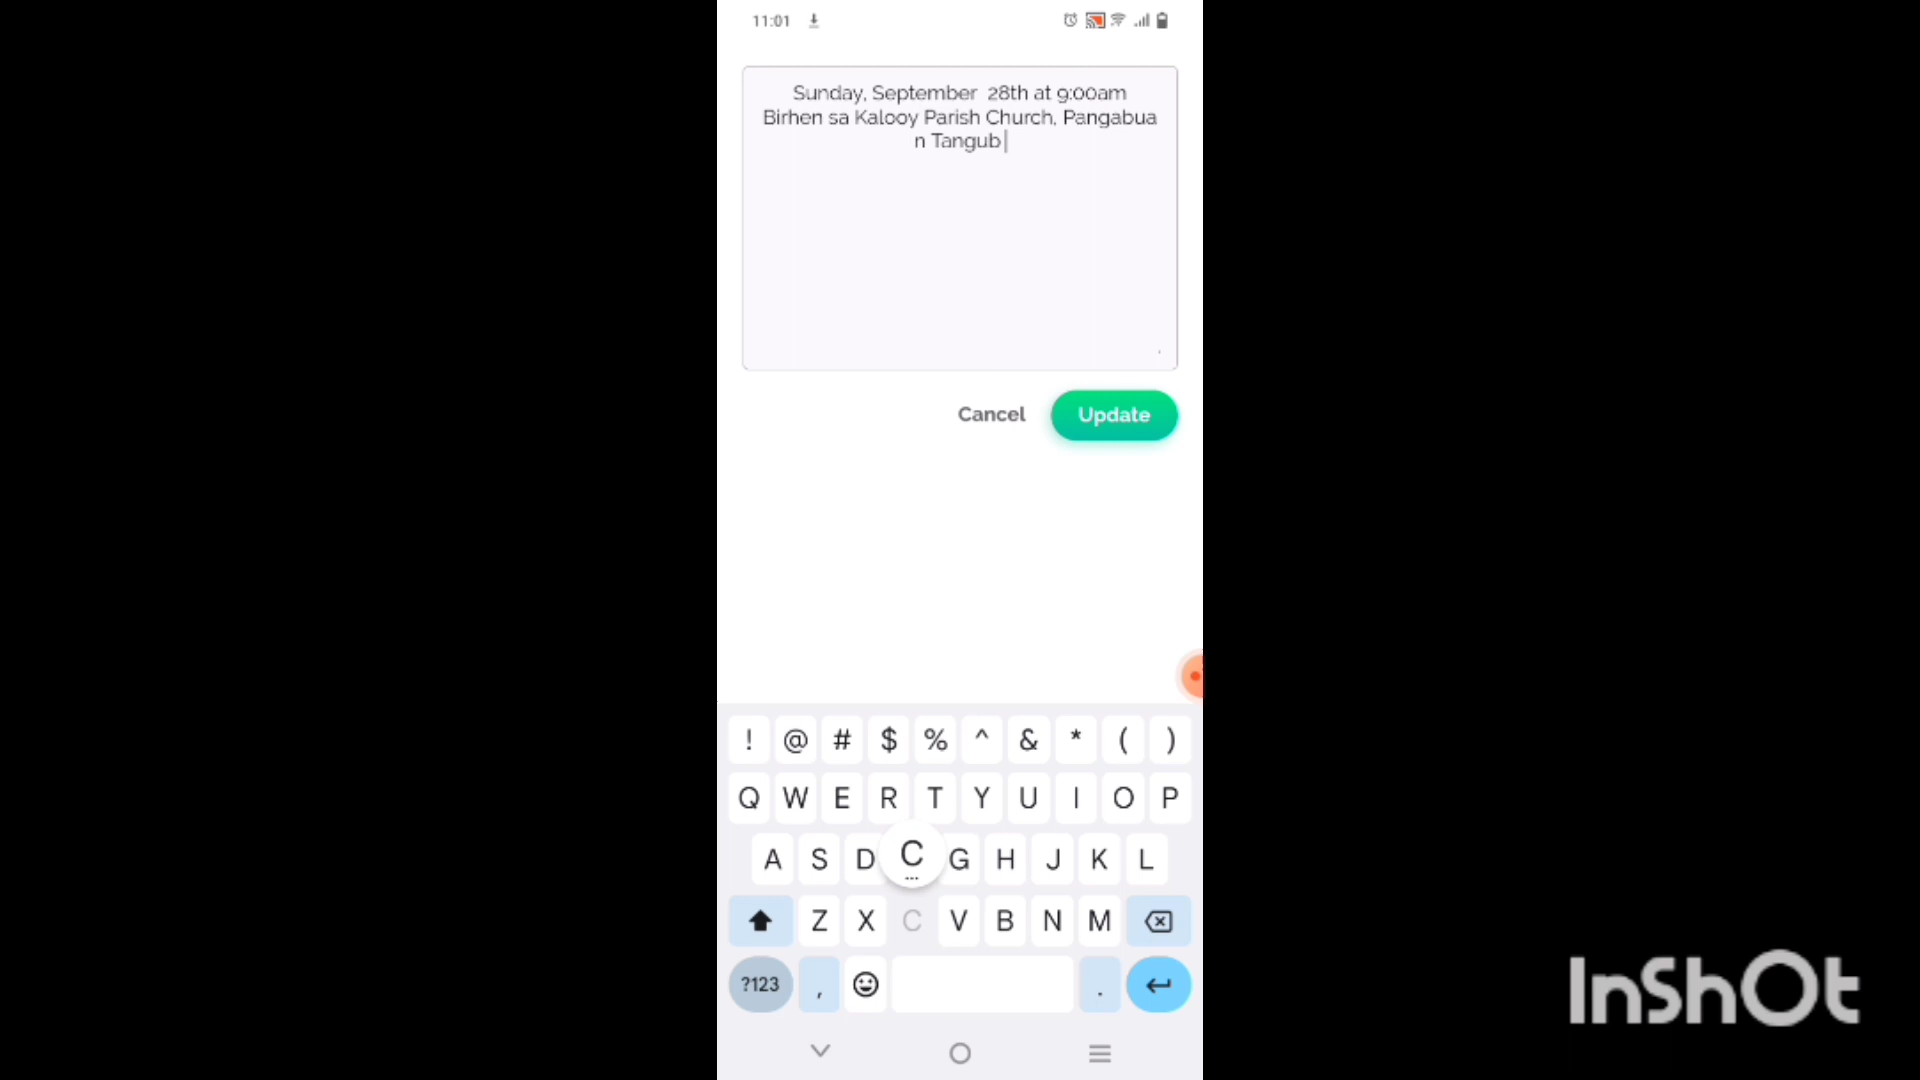 11:01
Sunday, September  28th at 9:00am
Birhen sa Kalooy Parish Church, Pangabua
n Tangub
Cancel
Update
! @ # $ % ^ & * ( )
Q W E R T Y U I O P
A S D C G H J K L
Z X C V B N M
?123 , .
InShOt